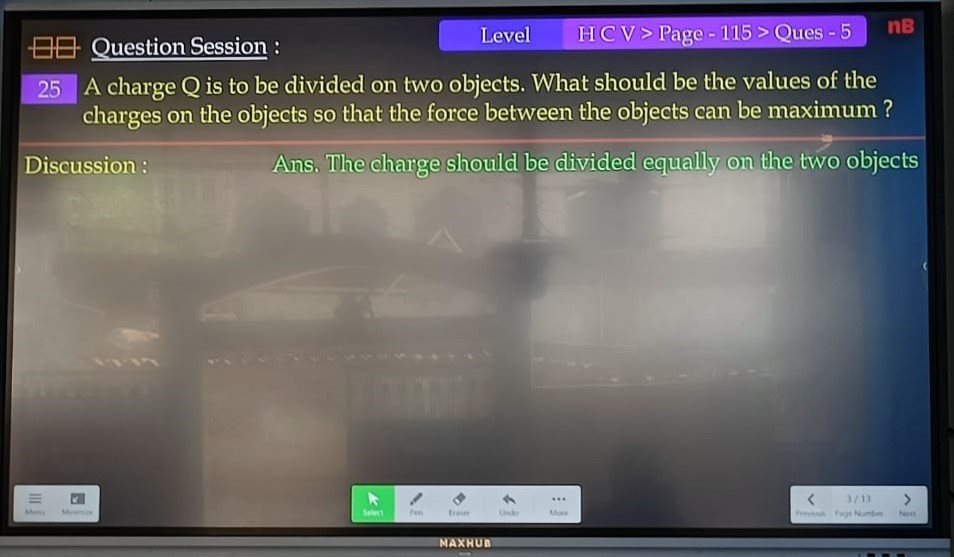 Question Session :
Level
H C V > Page - 115 > Ques - 5
nB
25
A charge Q is to be divided on two objects. What should be the values of the
charges on the objects so that the force between the objects can be maximum ?
Discussion :
Ans. The charge should be divided equally on the two objects
Menu
Minimize
Select
Pen
Eraser
Undo
More
Previous
3 / 13
Page Number
Next
MAXHUB